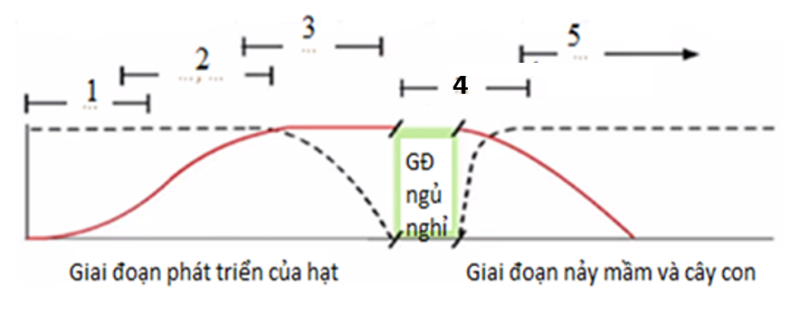 1
2
3
4
5
GĐ
ngủ
nghỉ
Giai đoạn phát triển của hạt
Giai đoạn nảy mầm và cây con